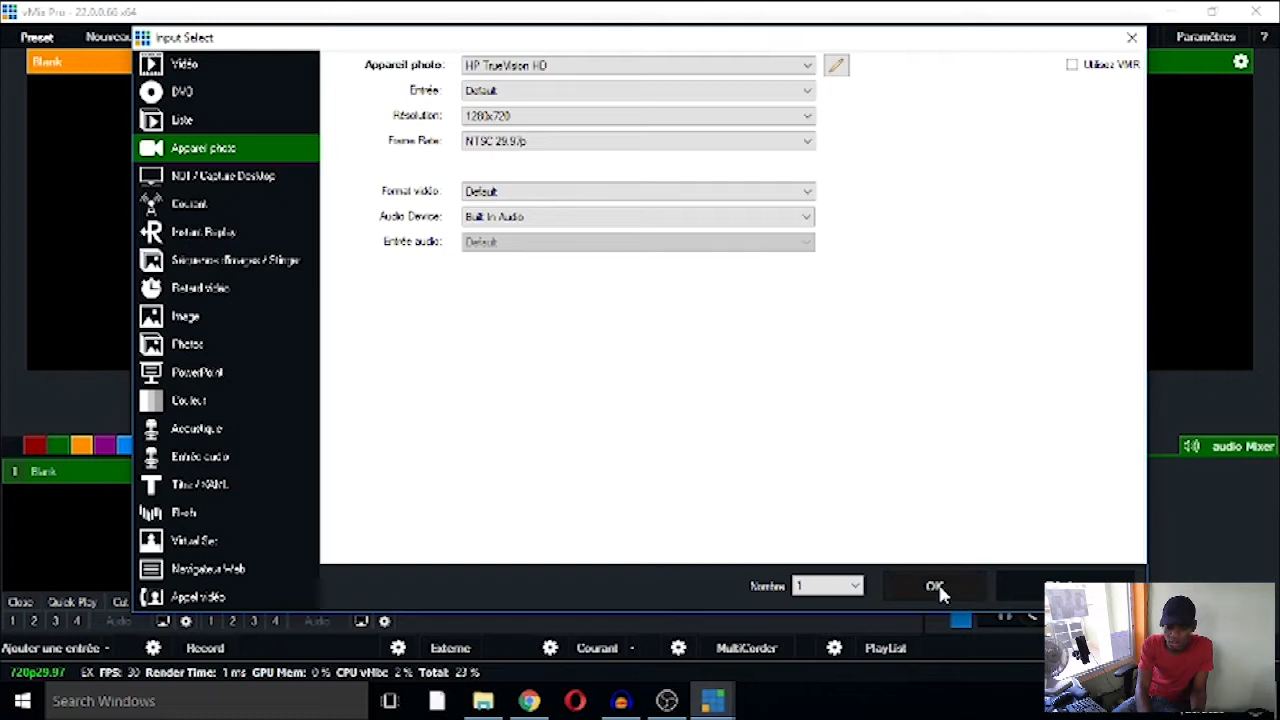 vMix Pro - 22.0.0.66 x64
Preset Nouveau Paramètres ?
Input Select
Blank
Vidéo
DVD
Liste
Appareil photo
NDI / Capture Desktop
Courant
Instant Replay
Séquence d'images / Stinger
Retard vidéo
Image
Photos
PowerPoint
Couleur
Acoustique
Entrée audio
Titre / XAML
Flash
Virtual Set
Navigateur Web
Appel vidéo
Appareil photo: HP TrueVision HD Utilisez VMR
Entrée: Default
Résolution: 1280x720
Frame Rate: NTSC 29.97p
Format vidéo: Default
Audio Device: Built In Audio
Entrée audio: Default
Nombre 1 OK
audio Mixer
1 Blank
Close Quick Play Cut
1 2 3 4 Audio 1 2 3 4 Audio
Ajouter une entrée Record Externe Courant MultiCorder PlayList
720p29.97 EX FPS: 30 Render Time: 1 ms GPU Mem: 0 % CPU vMix: 2 % Total: 23 %
Search Windows